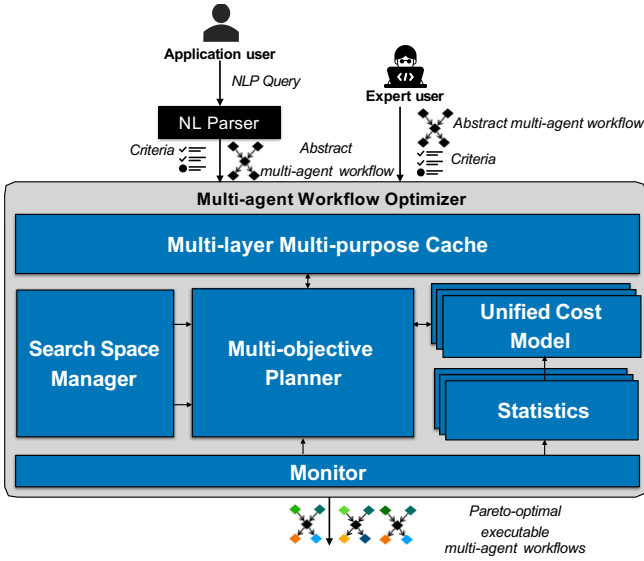 Application user
NLP Query
Expert user
NL Parser
Abstract multi-agent workflow
Criteria
Abstract
multi-agent workflow
Criteria
Multi-agent Workflow Optimizer
Multi-layer Multi-purpose Cache
Search Space
Manager
Multi-objective
Planner
Unified Cost
Model
Statistics
Monitor
Pareto-optimal
executable
multi-agent workflows